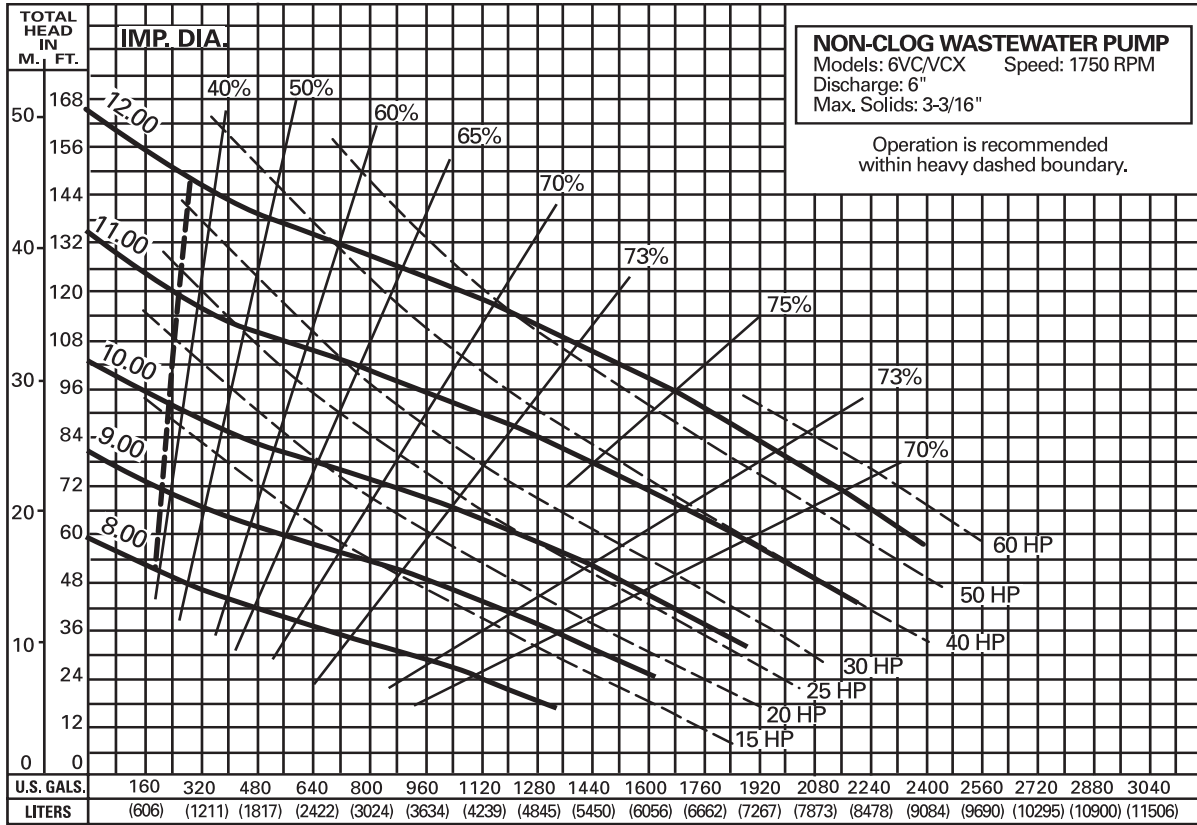 TOTAL
HEAD
IN
M. FT.
IMP. DIA.
NON-CLOG WASTEWATER PUMP
Models: 6VC/VCX Speed: 1750 RPM
Discharge: 6"
Max. Solids: 3-3/16"
Operation is recommended
within heavy dashed boundary.
40% 50% 60% 65% 70% 73% 75% 73% 70%
12.00
11.00
10.00
9.00
8.00
50 168
156
144
40 132
120
108
30 96
84
72
20 60
48
36
10 24
12
0 0
60 HP
50 HP
40 HP
30 HP
25 HP
20 HP
15 HP
U.S. GALS. 160 320 480 640 800 960 1120 1280 1440 1600 1760 1920 2080 2240 2400 2560 2720 2880 3040
LITERS (606) (1211) (1817) (2422) (3024) (3634) (4239) (4845) (5450) (6056) (6662) (7267) (7873) (8478) (9084) (9690) (10295) (10900) (11506)